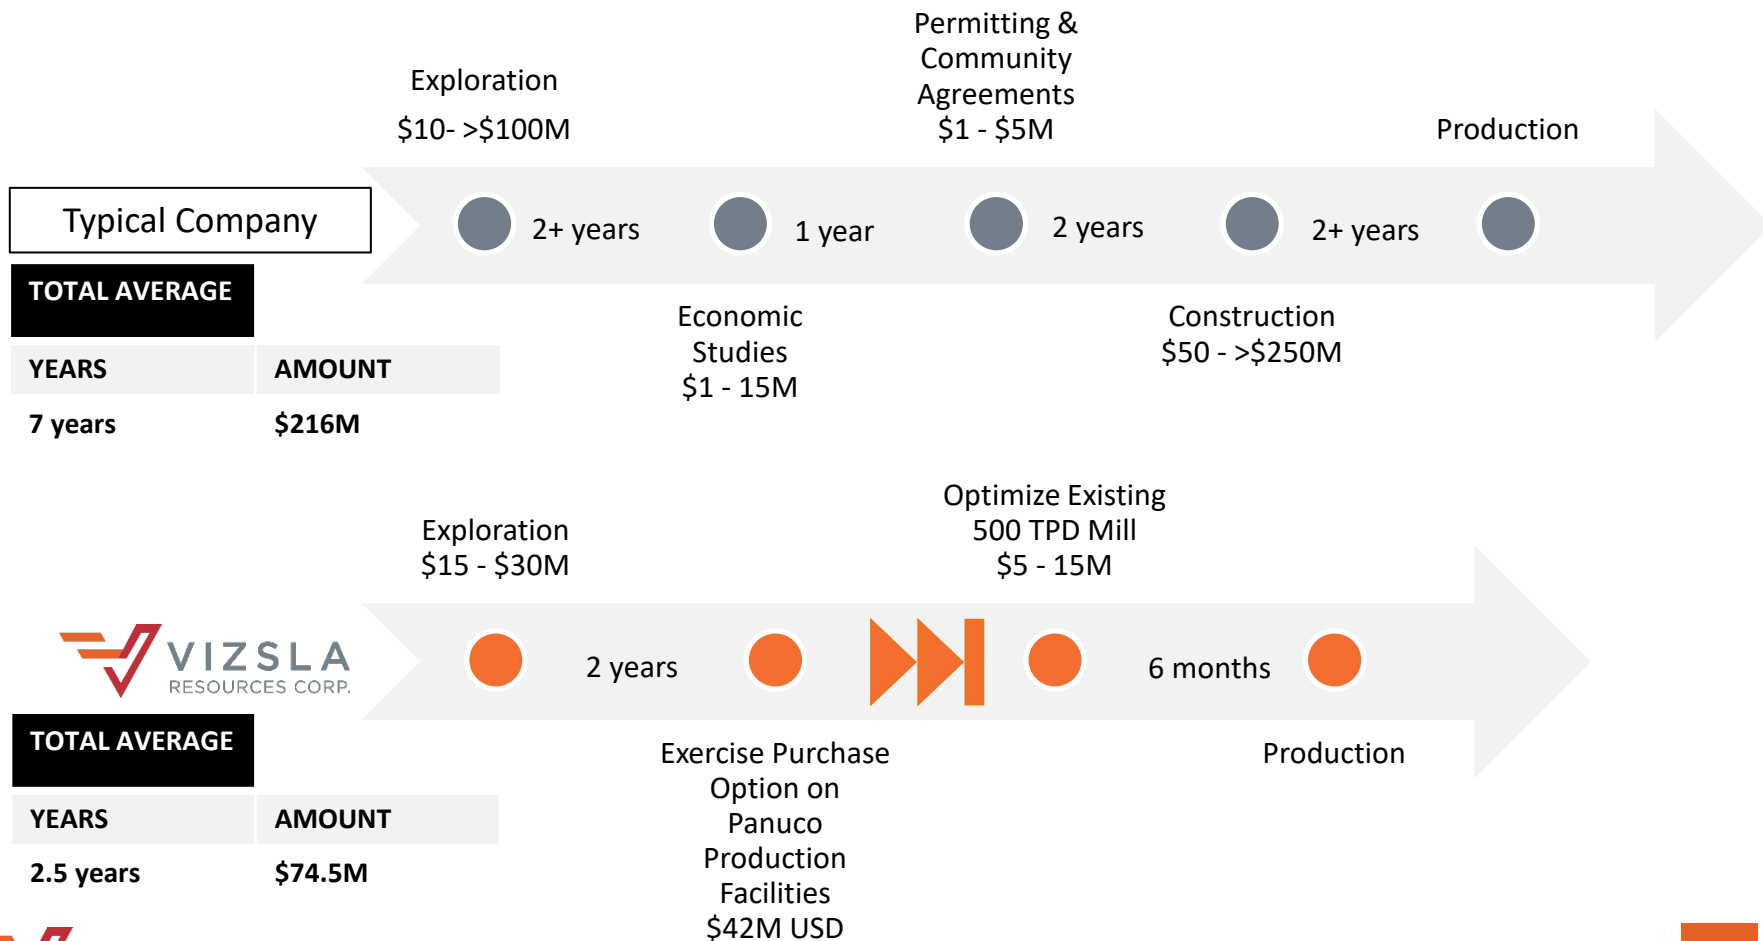 Exploration
$10- >$100M
Permitting &
Community
Agreements
$1 - $5M
Production
Typical Company
2+ years
1 year
2 years
2+ years
Economic
Studies
$1 - 15M
Construction
$50 - >$250M
TOTAL AVERAGE
YEARS AMOUNT
7 years $216M
Exploration
$15 - $30M
Optimize Existing
500 TPD Mill
$5 - 15M
VIZSLA
RESOURCES CORP.
2 years
6 months
Exercise Purchase
Option on
Panuco
Production
Facilities
$42M USD
Production
TOTAL AVERAGE
YEARS AMOUNT
2.5 years $74.5M